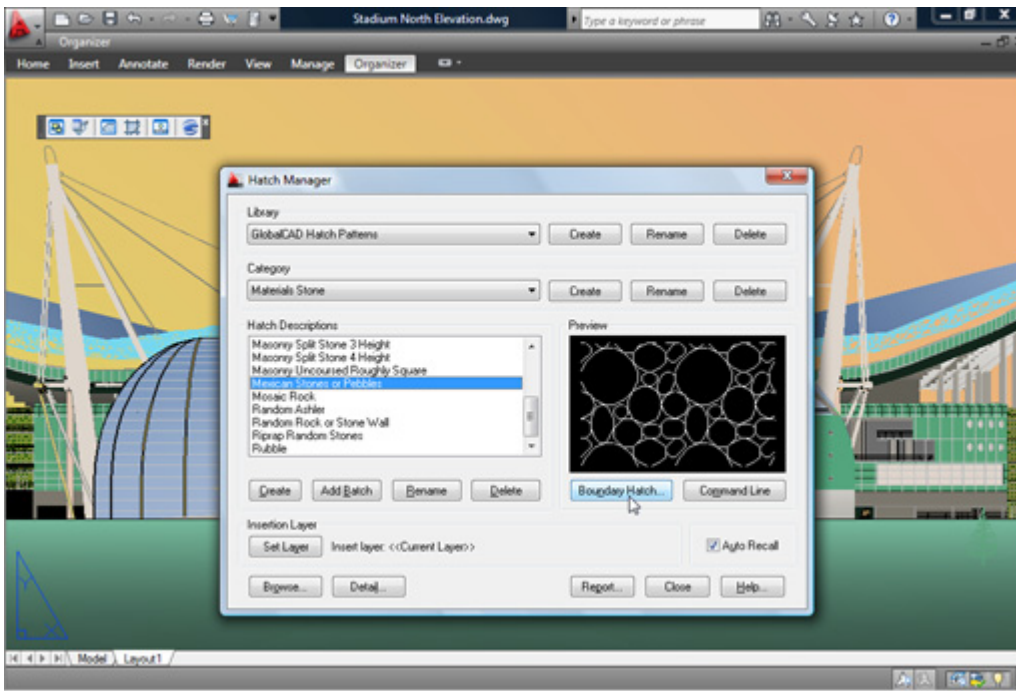 Stadium North Elevation.dwg
Type a keyword or phrase
Organizer
Home Insert Annotate Render View Manage Organizer
Hatch Manager
Library
GlobalCAD Hatch Patterns Create Rename Delete
Category
Materials Stone Create Rename Delete
Hatch Descriptions Preview
Masonry Split Stone 3 Height
Masonry Split Stone 4 Height
Masonry Uncoursed Roughly Square
Mexican Stones or Pebbles
Mosaic Rock
Random Ashler
Random Rock or Stone Wall
Riprap Random Stones
Rubble
Create Add Batch Rename Delete Boundary Hatch... Command Line
Insertion Layer
Set Layer Insert layer: <<Current Layer>> Auto Recall
Browse... Detail... Report... Close Help...
Model Layout1